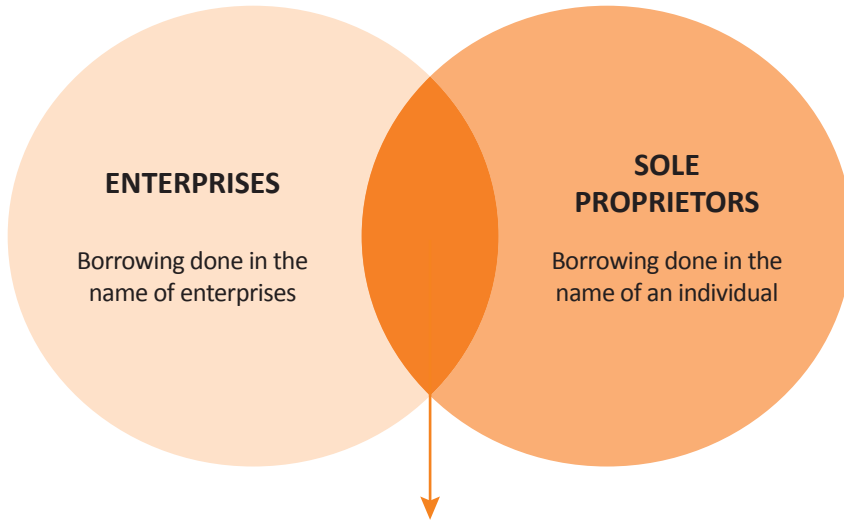 ENTERPRISES
Borrowing done in the
name of enterprises
SOLE
PROPRIETORS
Borrowing done in the
name of an individual